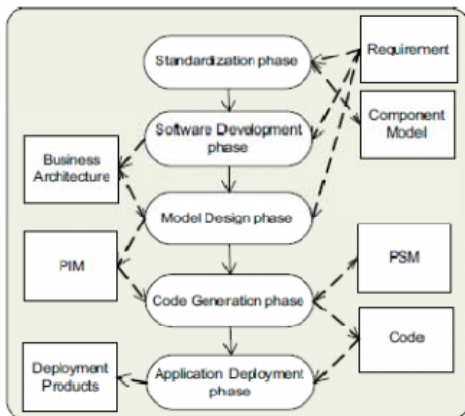 Standardization phase
Requirement
Component
Model
Software Development
phase
Business
Architecture
Model Design phase
PIM
PSM
Code Generation phase
Code
Deployment
Products
Application Deployment
phase